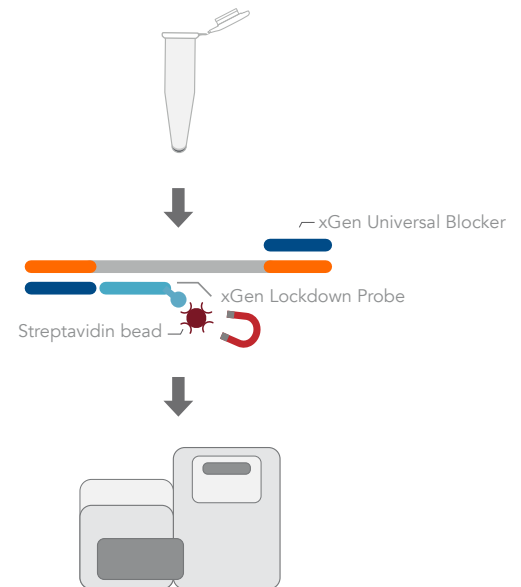 xGen Universal Blocker
xGen Lockdown Probe
Streptavidin bead